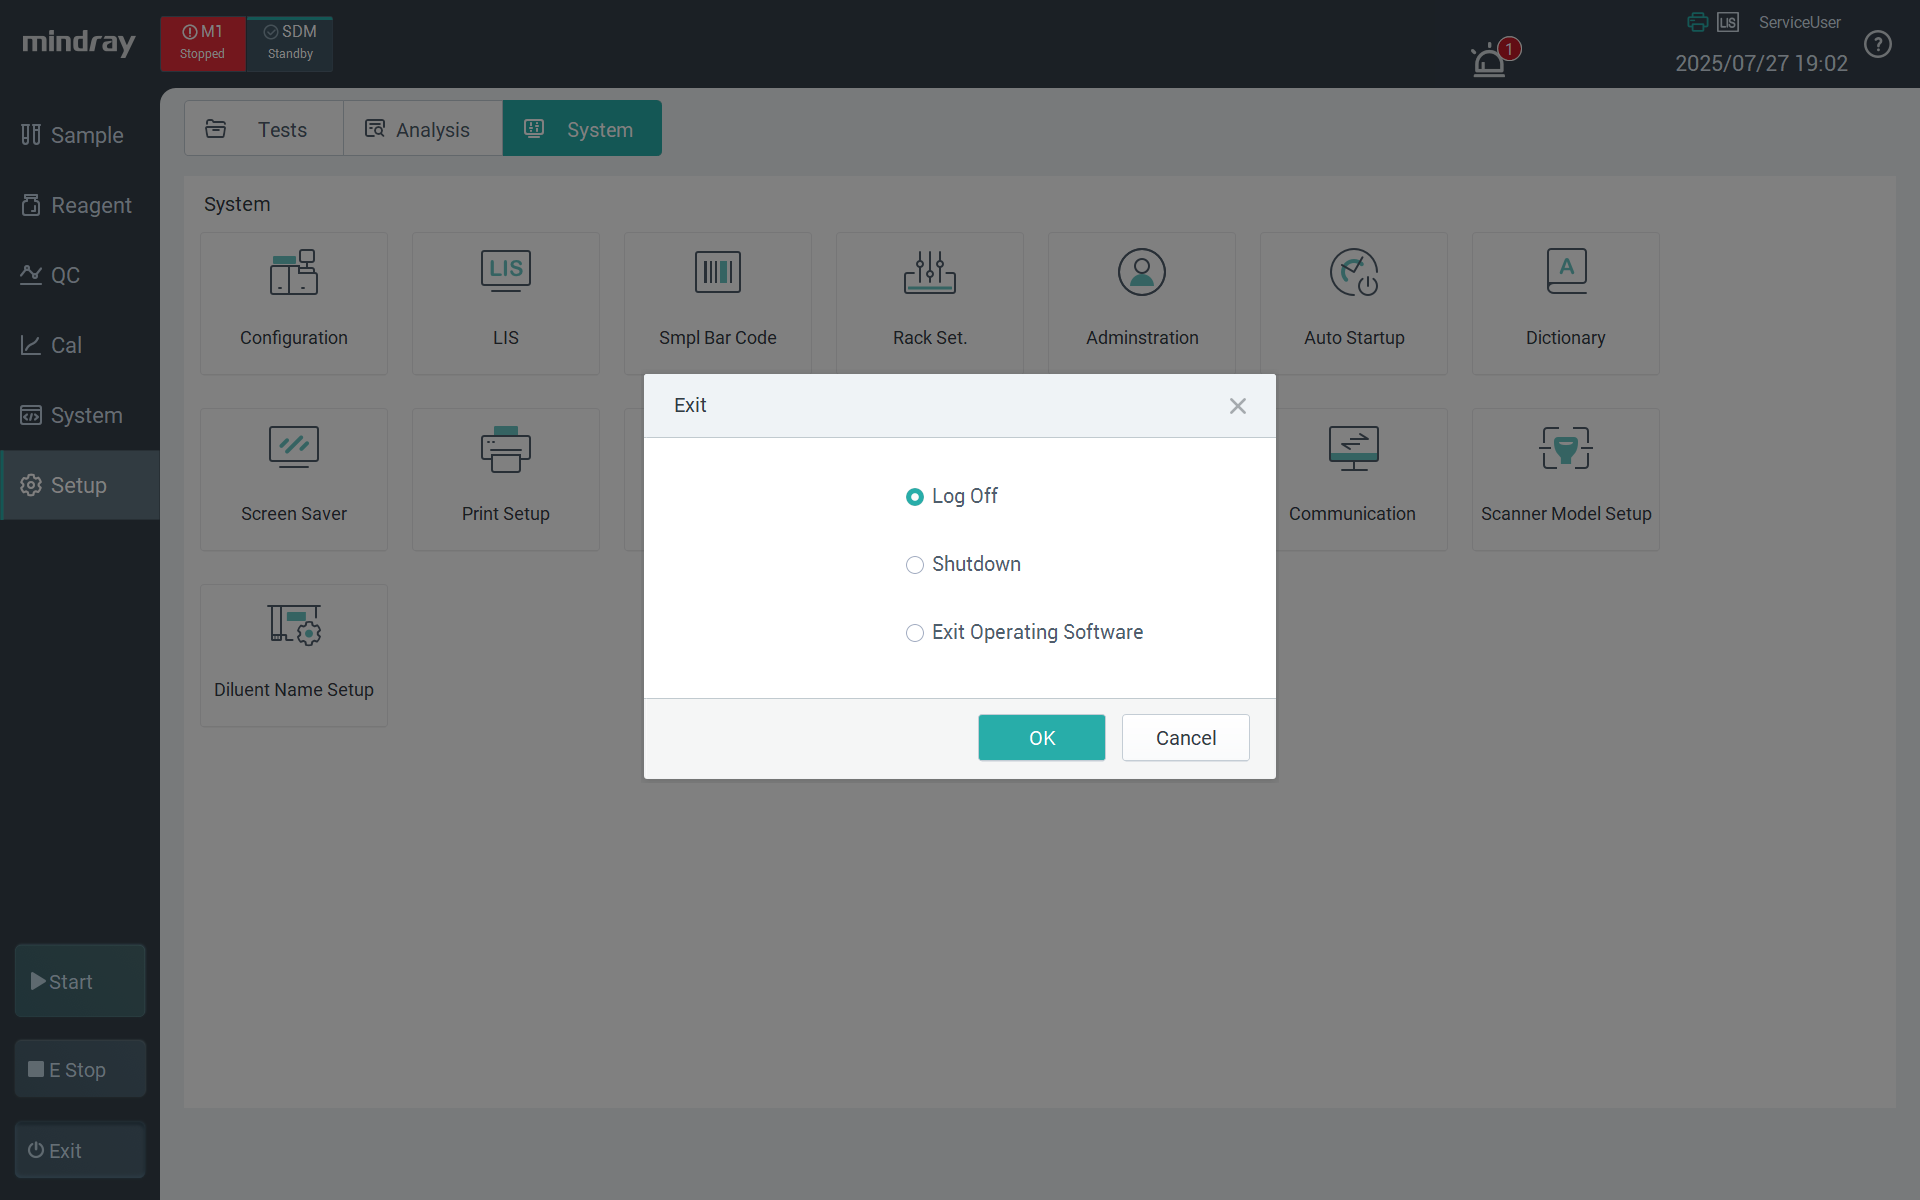 mindray
M1
Stopped
SDM
Standby
1
LIS
ServiceUser
2025/07/27 19:02
?
Sample
Reagent
QC
Cal
System
Setup
Start
E Stop
Exit
Tests
Analysis
System
System
Configuration
LIS
LIS
Smpl Bar Code
Rack Set.
Adminstration
Auto Startup
A
Dictionary
Screen Saver
Print Setup
Communication
Scanner Model Setup
Diluent Name Setup
Exit
Log Off
Shutdown
Exit Operating Software
OK
Cancel